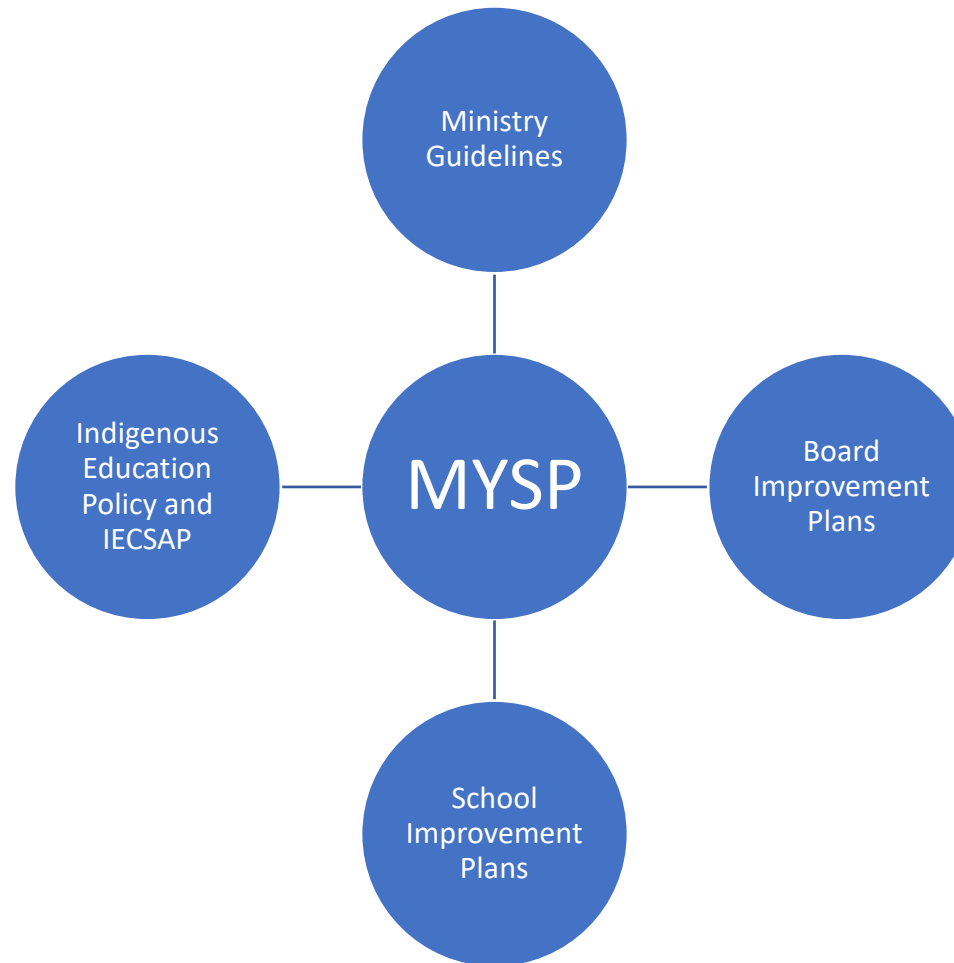 Ministry
Guidelines
Indigenous
Education
Policy and
IECSAP
MYSP
Board
Improvement
Plans
School
Improvement
Plans